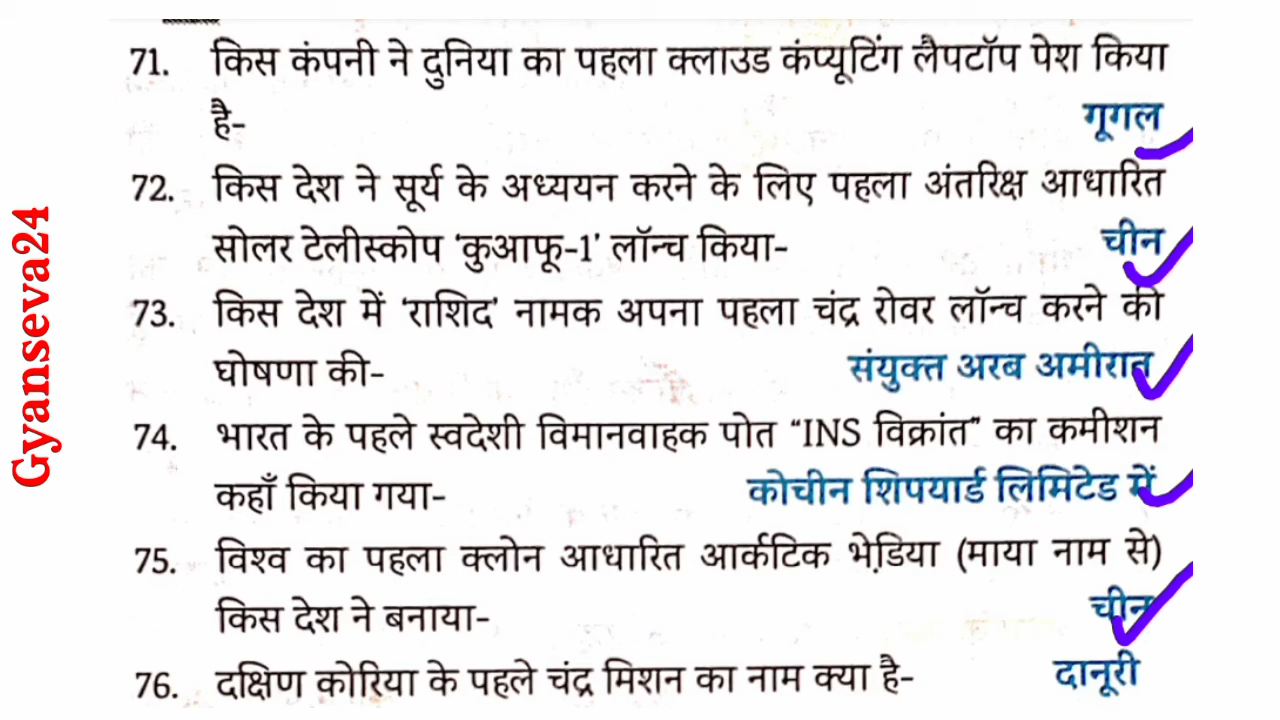 Gyanseva24
71. किस कंपनी ने दुनिया का पहला क्लाउड कंप्यूटिंग लैपटॉप पेश किया
है- गूगल
72. किस देश ने सूर्य के अध्ययन करने के लिए पहला अंतरिक्ष आधारित
सोलर टेलीस्कोप ‘कुआफू-1’ लॉन्च किया- चीन
73. किस देश में ‘राशिद’ नामक अपना पहला चंद्र रोवर लॉन्च करने की
घोषणा की- संयुक्त अरब अमीरात
74. भारत के पहले स्वदेशी विमानवाहक पोत “INS विक्रांत” का कमीशन
कहाँ किया गया- कोचीन शिपयार्ड लिमिटेड में
75. विश्व का पहला क्लोन आधारित आर्कटिक भेड़िया (माया नाम से)
किस देश ने बनाया- चीन
76. दक्षिण कोरिया के पहले चंद्र मिशन का नाम क्या है- दानूरी